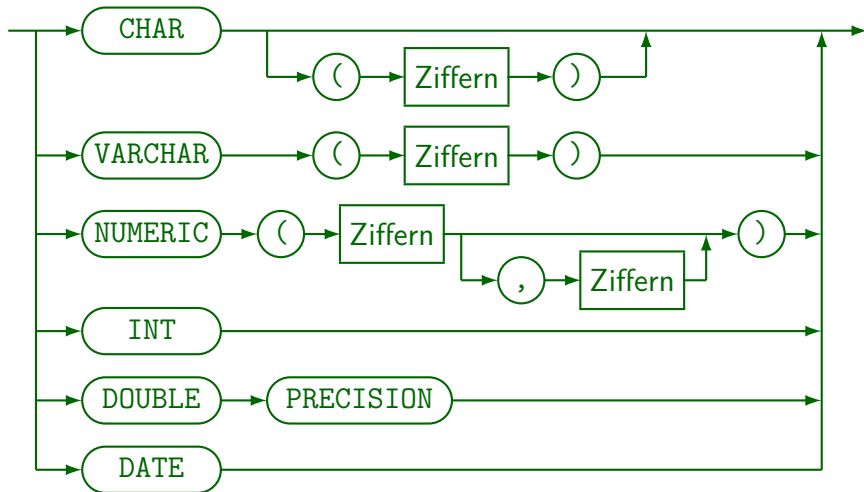 CHAR
( Ziffern )
VARCHAR ( Ziffern )
NUMERIC ( Ziffern )
, Ziffern
INT
DOUBLE PRECISION
DATE